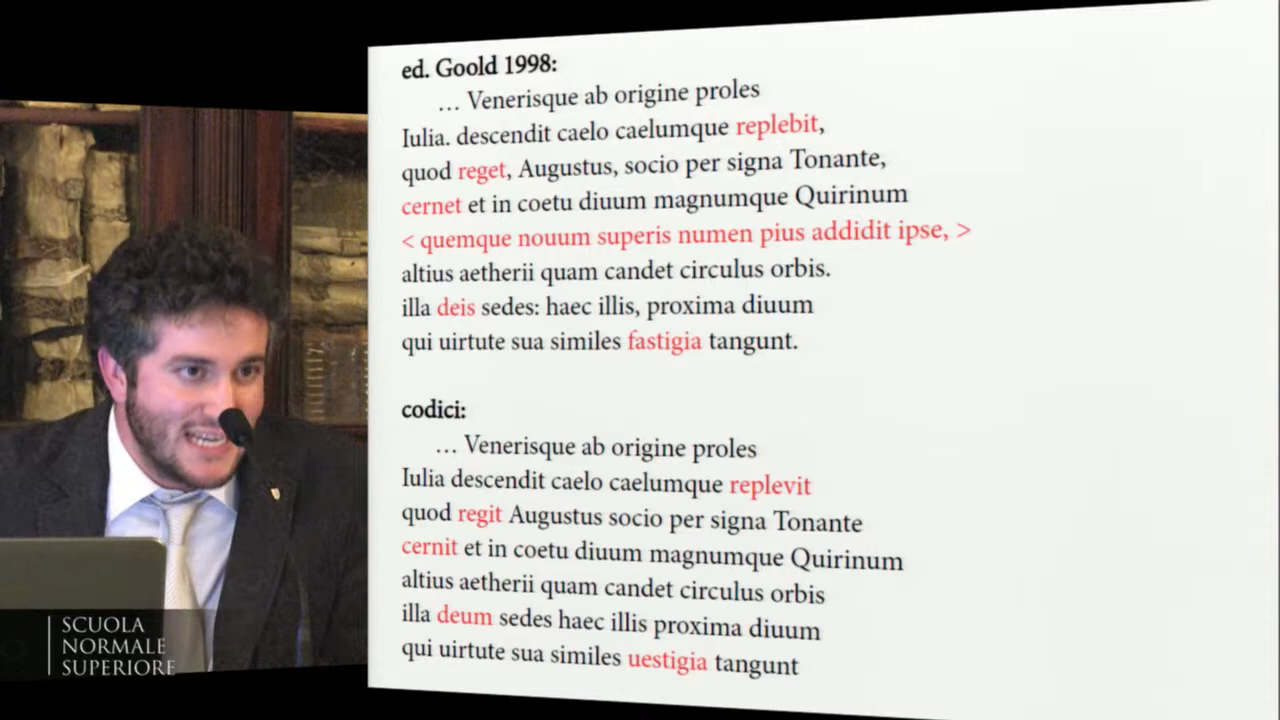 ed. Goold 1998:
… Venerisque ab origine proles
Iulia. descendit caelo caelumque replebit,
quod reget, Augustus, socio per signa Tonante,
cernet et in coetu diuum magnumque Quirinum
< quemque nouum superis numen pius addidit ipse, >
altius aetherii quam candet circulus orbis.
illa deis sedes: haec illis, proxima diuum
qui uirtute sua similes fastigia tangunt.
codici:
… Venerisque ab origine proles
Iulia descendit caelo caelumque replevit
quod regit Augustus socio per signa Tonante
cernit et in coetu diuum magnumque Quirinum
altius aetherii quam candet circulus orbis
illa deum sedes haec illis proxima diuum
qui uirtute sua similes uestigia tangunt
SCUOLA
NORMALE
SUPERIORE